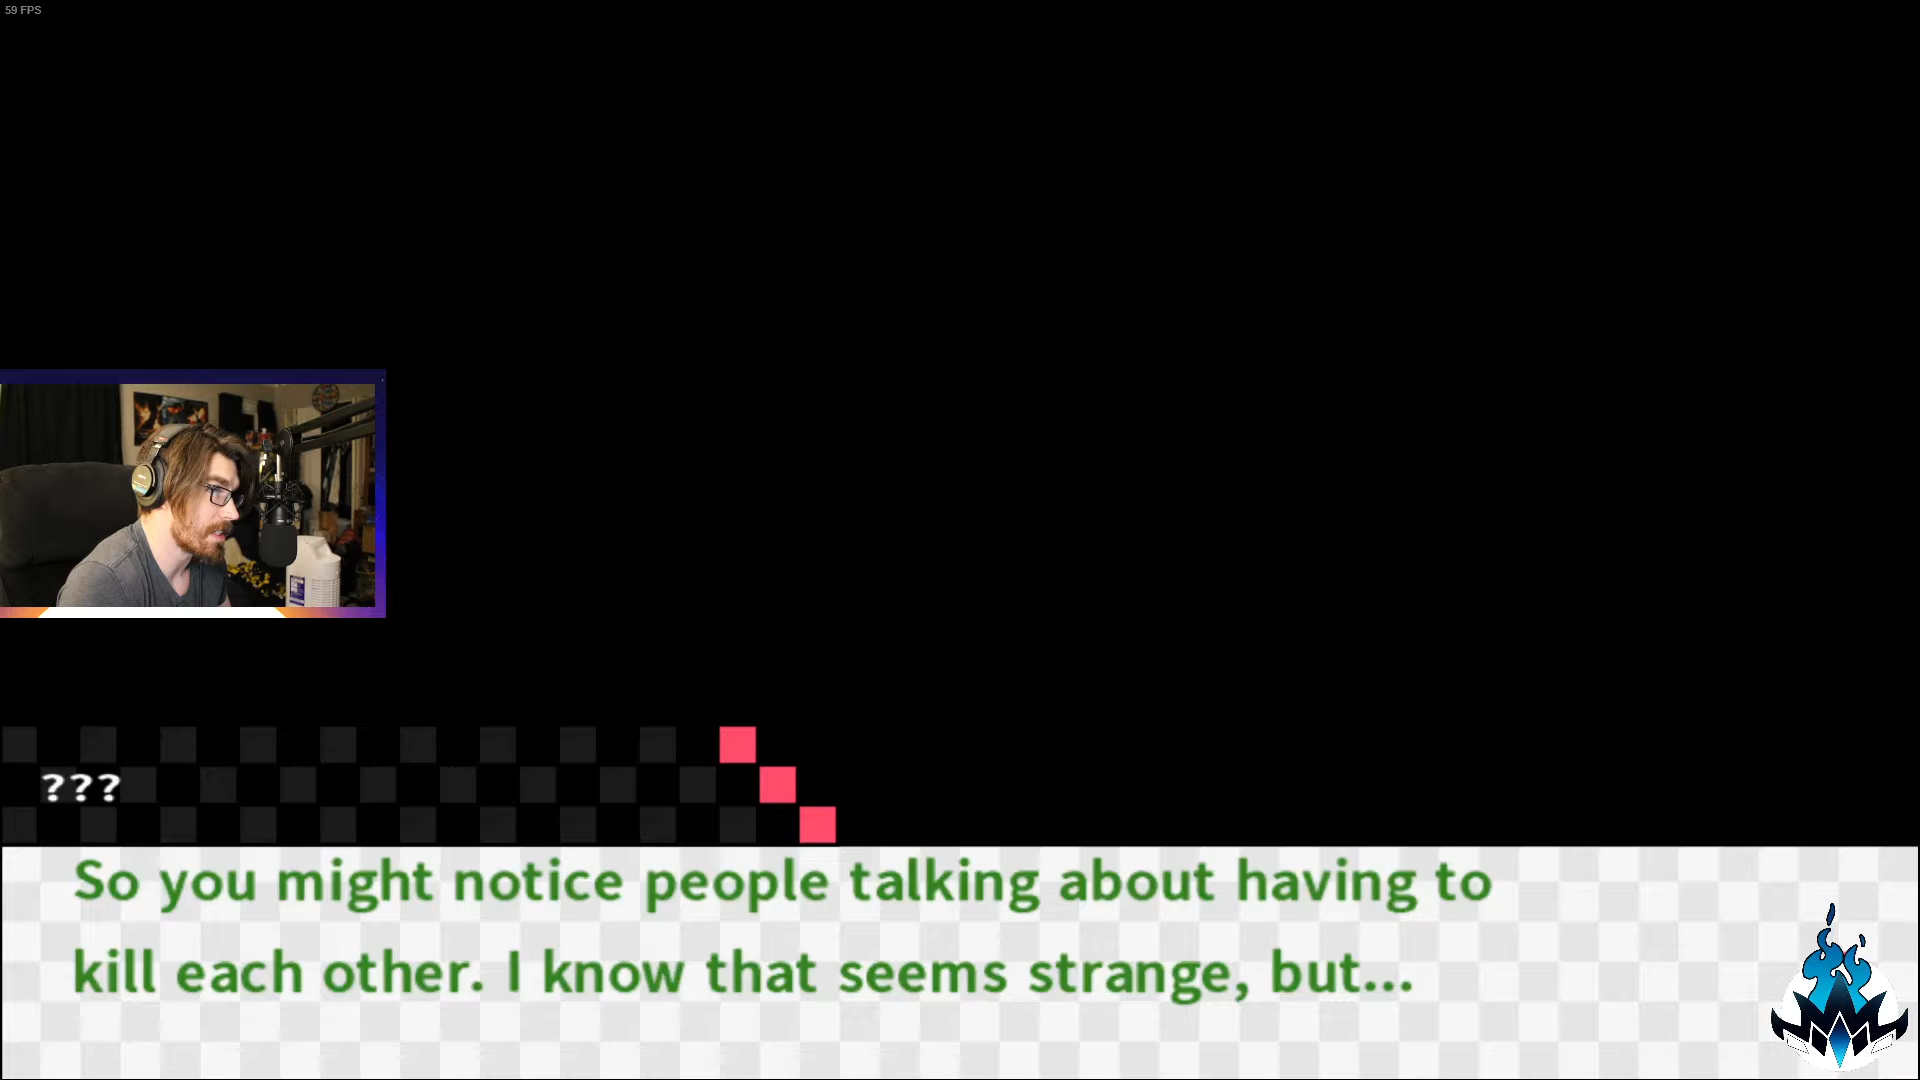 59 FPS
???
So you might notice people talking about having to
kill each other. I know that seems strange, but...